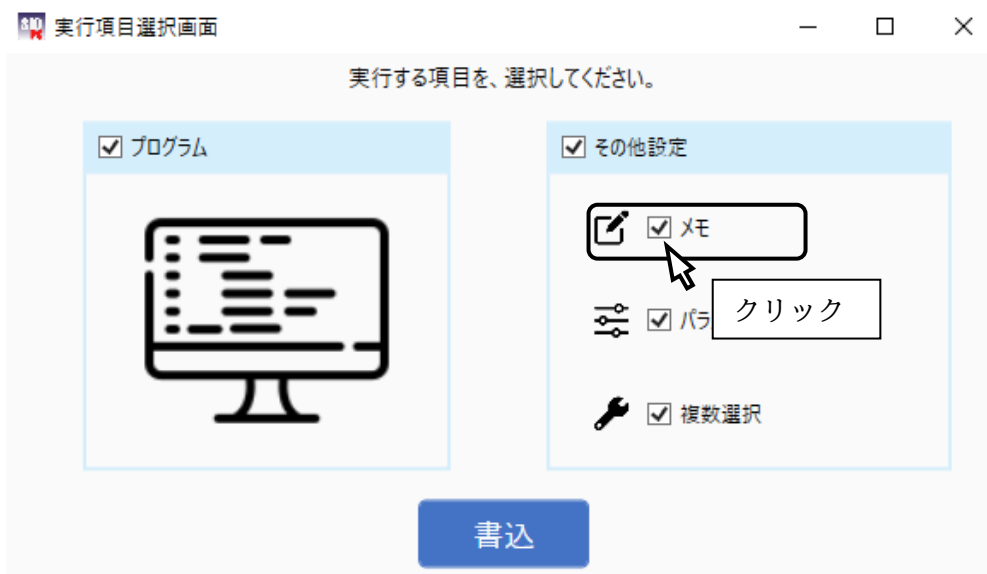 実行項目選択画面
実行する項目を、選択してください。
プログラム
その他設定
メモ
クリック
パラ
複数選択
書込